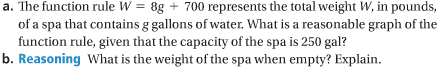 a. The function rule W = 8g + 700 represents the total weight W, in pounds,
of a spa that contains g gallons of water. What is a reasonable graph of the
function rule, given that the capacity of the spa is 250 gal?
b. Reasoning What is the weight of the spa when empty? Explain.